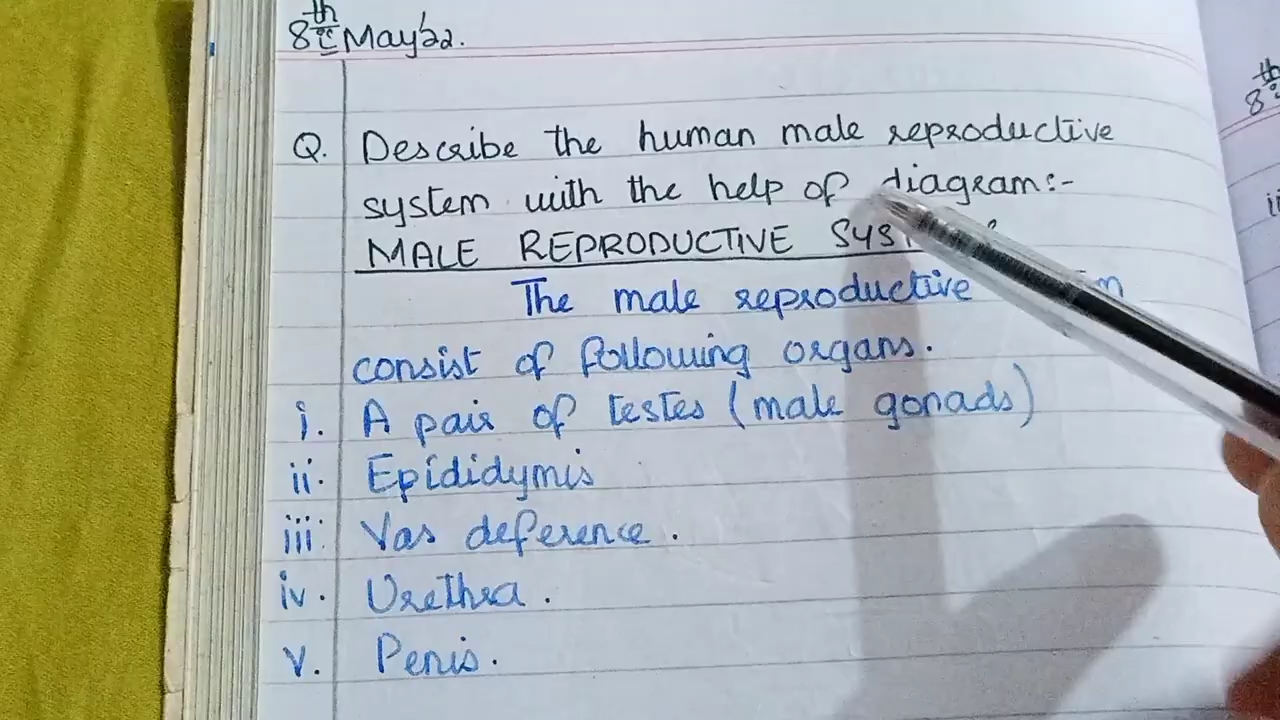 8th May'22.
Q. Describe the human male reproductive
system with the help of diagram:-
MALE REPRODUCTIVE
The male reproductive
consist of following organs.
i. A pair of testes (male gonads)
ii. Epididymis
iii. Vas deference.
iv. Urethra.
v. Penis.
8th